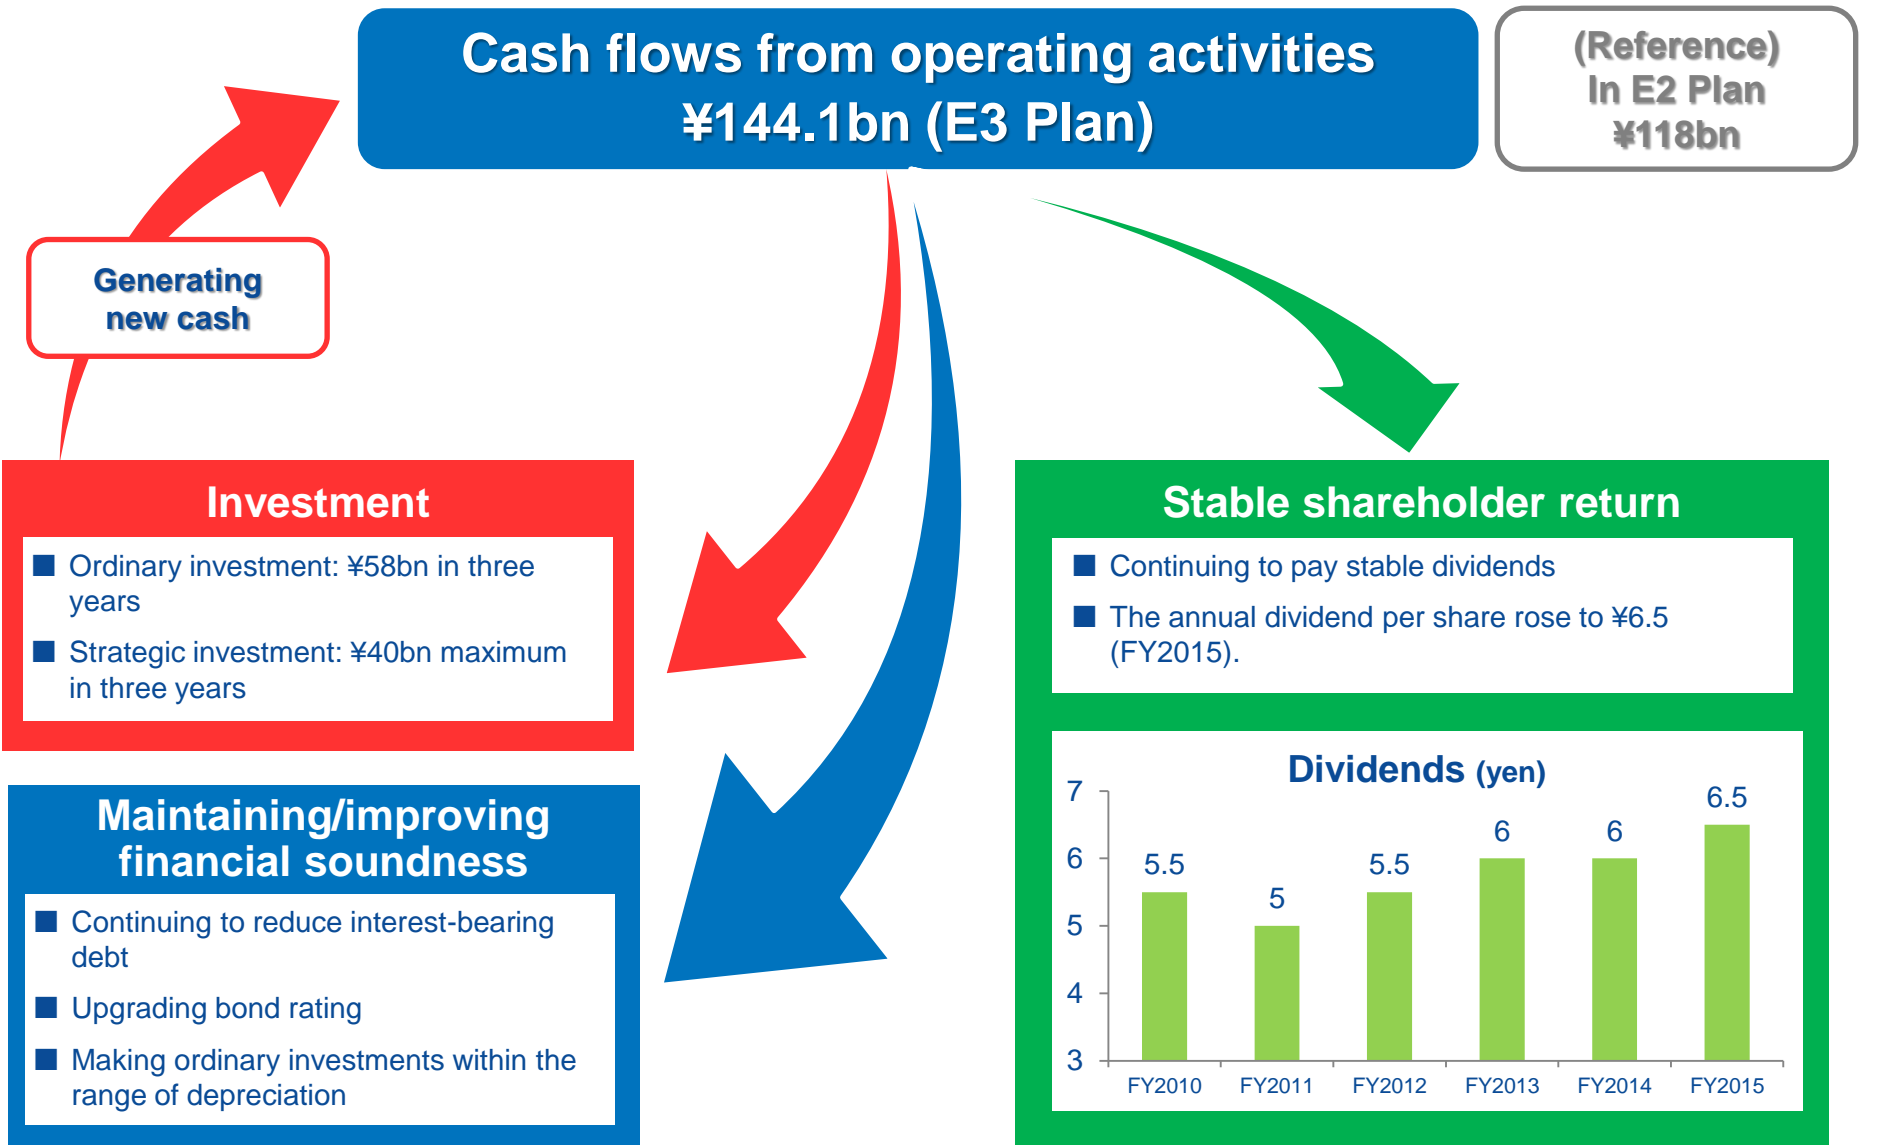 Cash flows from operating activities
¥144.1bn (E3 Plan)
(Reference)
In E2 Plan
¥118bn
Generating
new cash
Investment
■ Ordinary investment: ¥58bn in three
years
■ Strategic investment: ¥40bn maximum
in three years
Maintaining/improving
financial soundness
■ Continuing to reduce interest-bearing
debt
■ Upgrading bond rating
■ Making ordinary investments within the
range of depreciation
Stable shareholder return
■ Continuing to pay stable dividends
■ The annual dividend per share rose to ¥6.5
(FY2015).
Dividends (yen)
7
6
5
4
3
5.5
5
5.5
6
6
6.5
FY2010
FY2011
FY2012
FY2013
FY2014
FY2015